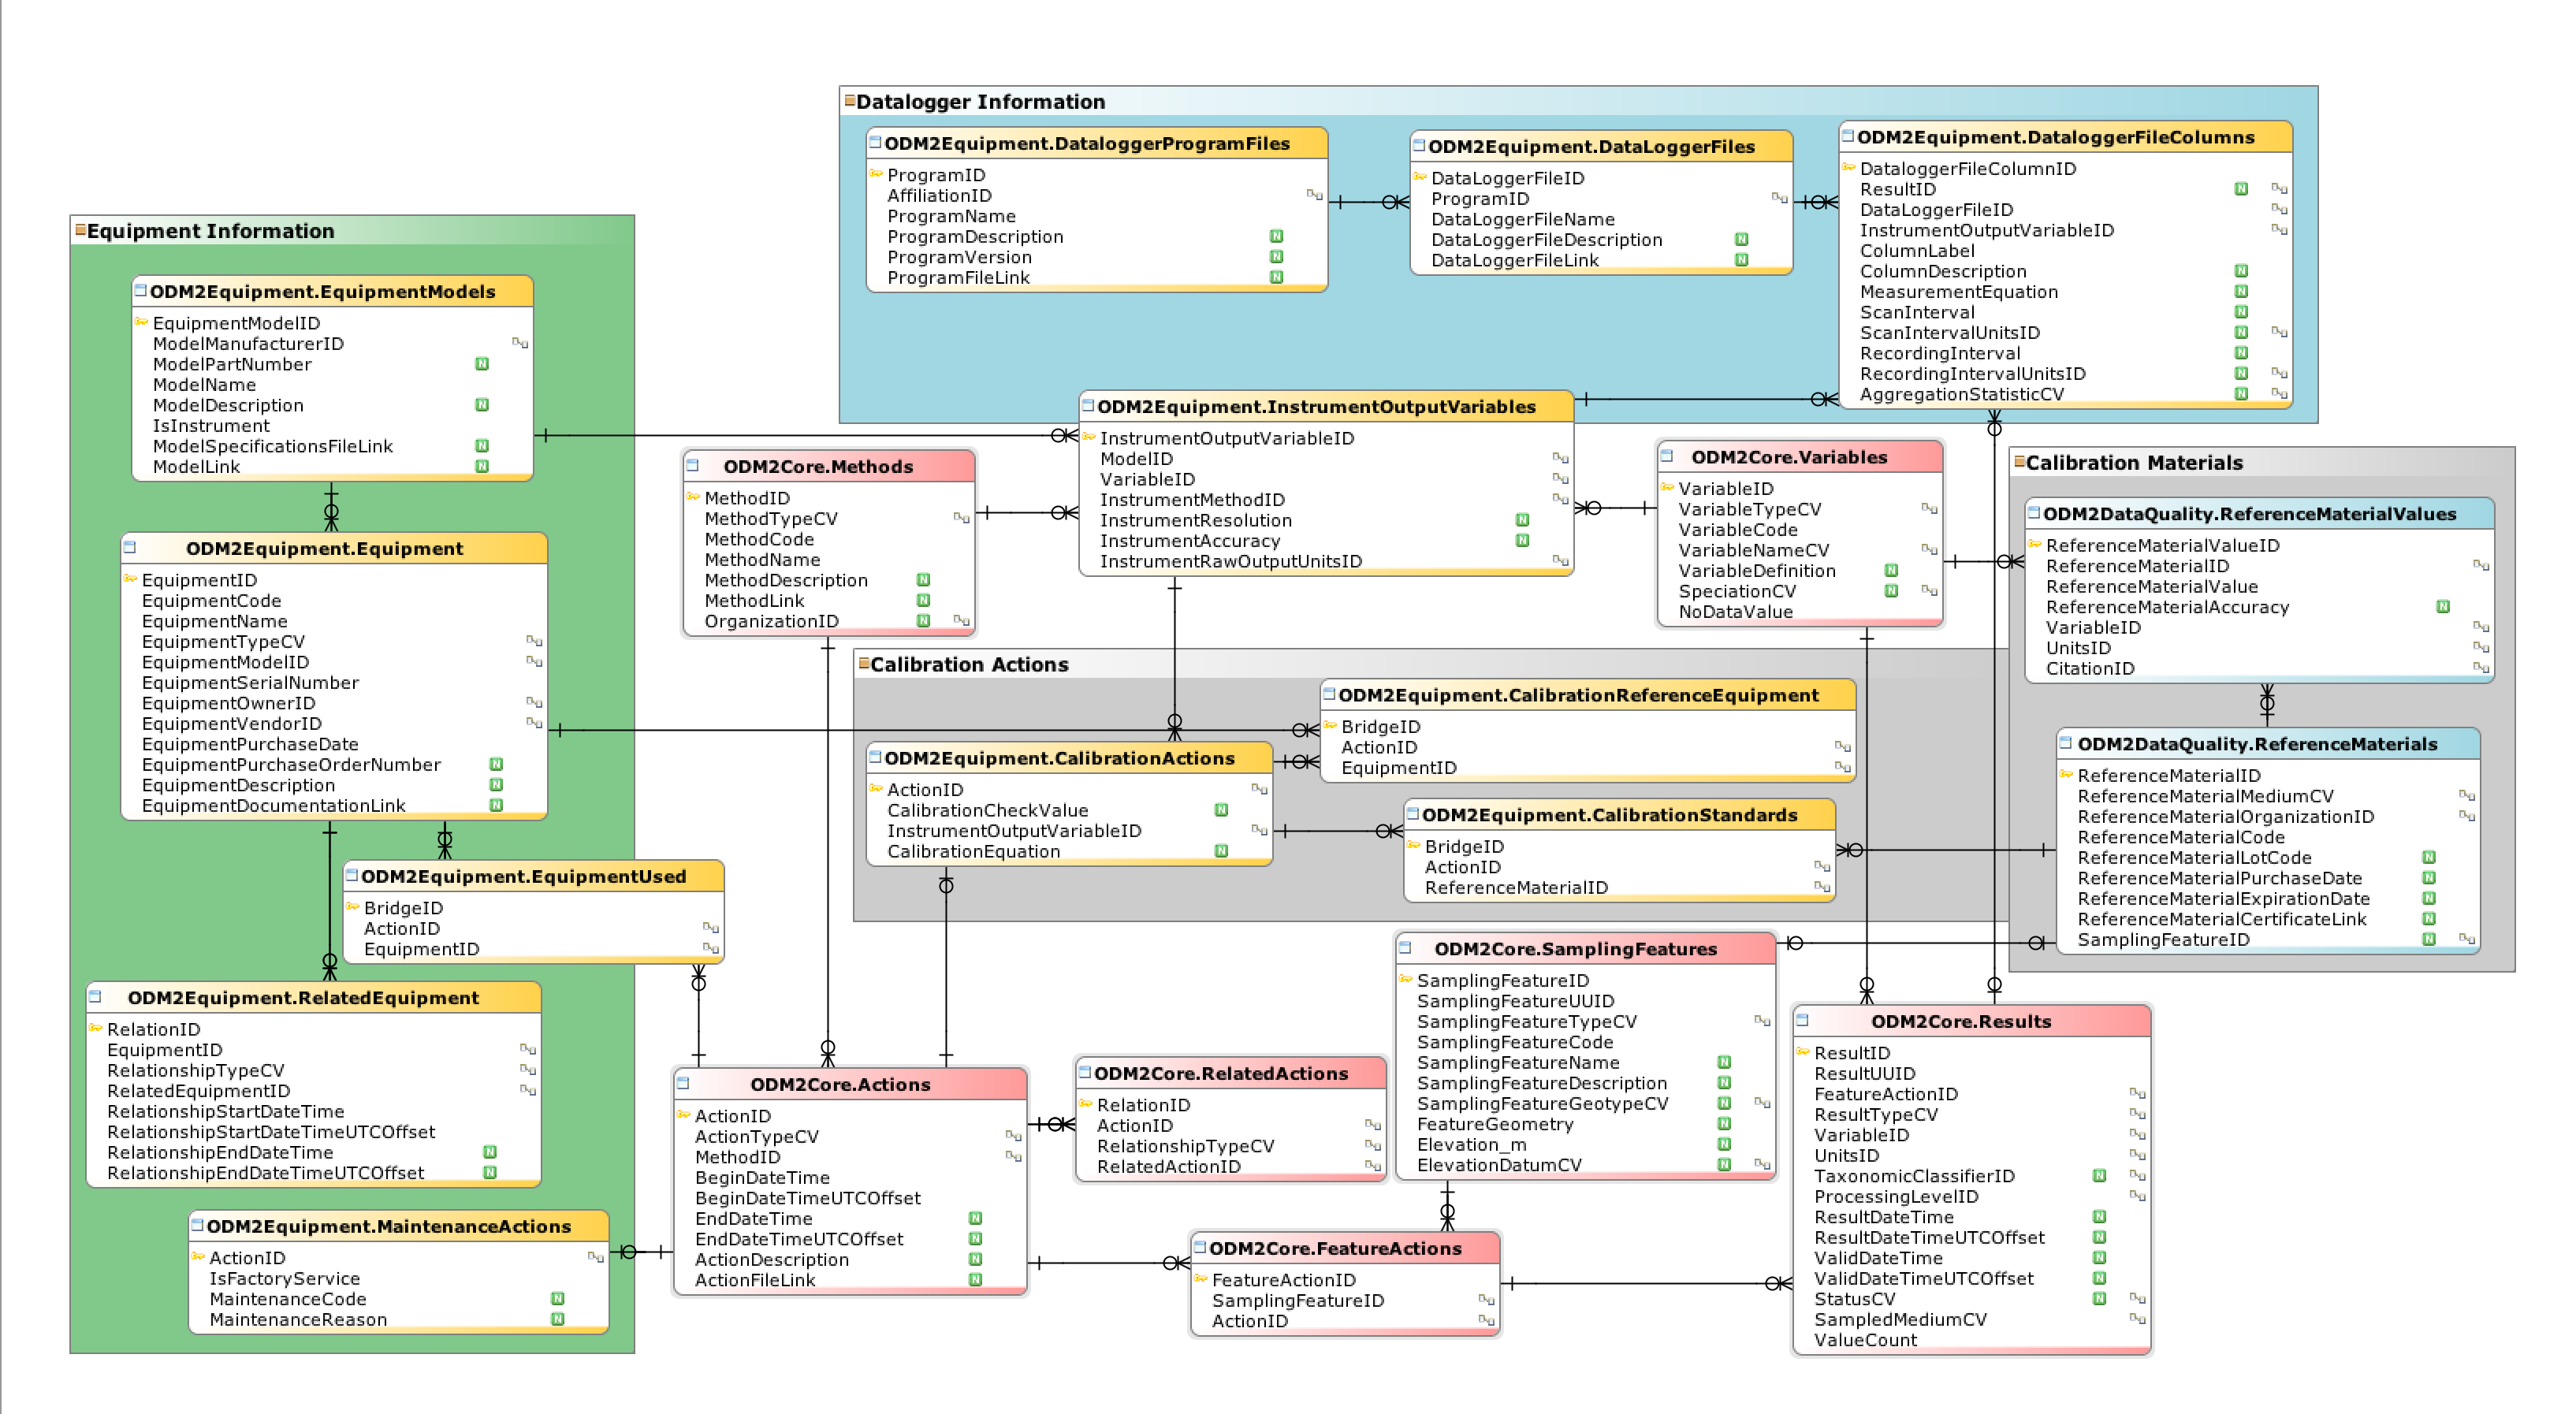 Datalogger Information
ODM2Equipment.DataloggerProgramFiles
ProgramID
AffiliationID
ProgramName
ProgramDescription N
ProgramVersion N
ProgramFileLink N
ODM2Equipment.DataLoggerFiles
DataLoggerFileID
ProgramID
DataLoggerFileName
DataLoggerFileDescription N
DataLoggerFileLink N
ODM2Equipment.DataloggerFileColumns
DataloggerFileColumnID
ResultID N
DataLoggerFileID
InstrumentOutputVariableID
ColumnLabel
ColumnDescription N
MeasurementEquation N
ScanInterval N
ScanIntervalUnitsID N
RecordingInterval N
RecordingIntervalUnitsID N
AggregationStatisticCV N
Equipment Information
ODM2Equipment.EquipmentModels
EquipmentModelID
ModelManufacturerID
ModelPartNumber N
ModelName
ModelDescription N
IsInstrument
ModelSpecificationsFileLink N
ModelLink N
ODM2Equipment.Equipment
EquipmentID
EquipmentCode
EquipmentName
EquipmentTypeCV
EquipmentModelID
EquipmentSerialNumber
EquipmentOwnerID
EquipmentVendorID
EquipmentPurchaseDate
EquipmentPurchaseOrderNumber N
EquipmentDescription N
EquipmentDocumentationLink N
ODM2Equipment.EquipmentUsed
BridgeID
ActionID
EquipmentID
ODM2Equipment.RelatedEquipment
RelationID
EquipmentID
RelationshipTypeCV
RelatedEquipmentID
RelationshipStartDateTime
RelationshipStartDateTimeUTCOffset
RelationshipEndDateTime N
RelationshipEndDateTimeUTCOffset N
ODM2Equipment.MaintenanceActions
ActionID
IsFactoryService
MaintenanceCode N
MaintenanceReason N
ODM2Equipment.InstrumentOutputVariables
InstrumentOutputVariableID
ModelID
VariableID
InstrumentMethodID
InstrumentResolution N
InstrumentAccuracy N
InstrumentRawOutputUnitsID
ODM2Core.Methods
MethodID
MethodTypeCV
MethodCode
MethodName
MethodDescription N
MethodLink N
OrganizationID N
ODM2Core.Variables
VariableID
VariableTypeCV
VariableCode
VariableNameCV
VariableDefinition N
SpeciationCV N
NoDataValue
Calibration Materials
ODM2DataQuality.ReferenceMaterialValues
ReferenceMaterialValueID
ReferenceMaterialID
ReferenceMaterialValue
ReferenceMaterialAccuracy N
VariableID
UnitsID
CitationID
ODM2DataQuality.ReferenceMaterials
ReferenceMaterialID
ReferenceMaterialMediumCV
ReferenceMaterialOrganizationID
ReferenceMaterialCode
ReferenceMaterialLotCode N
ReferenceMaterialPurchaseDate N
ReferenceMaterialExpirationDate N
ReferenceMaterialCertificateLink N
SamplingFeatureID N
Calibration Actions
ODM2Equipment.CalibrationReferenceEquipment
BridgeID
ActionID
EquipmentID
ODM2Equipment.CalibrationActions
ActionID
CalibrationCheckValue N
InstrumentOutputVariableID
CalibrationEquation N
ODM2Equipment.CalibrationStandards
BridgeID
ActionID
ReferenceMaterialID
ODM2Core.Actions
ActionID
ActionTypeCV
MethodID
BeginDateTime
BeginDateTimeUTCOffset
EndDateTime N
EndDateTimeUTCOffset N
ActionDescription N
ActionFileLink N
ODM2Core.RelatedActions
RelationID
ActionID
RelationshipTypeCV
RelatedActionID
ODM2Core.SamplingFeatures
SamplingFeatureID
SamplingFeatureUUID
SamplingFeatureTypeCV
SamplingFeatureCode
SamplingFeatureName N
SamplingFeatureDescription N
SamplingFeatureGeotypeCV N
FeatureGeometry N
Elevation_m N
ElevationDatumCV N
ODM2Core.FeatureActions
FeatureActionID
SamplingFeatureID
ActionID
ODM2Core.Results
ResultID
ResultUUID
FeatureActionID
ResultTypeCV
VariableID
UnitsID
TaxonomicClassifierID N
ProcessingLevelID
ResultDateTime N
ResultDateTimeUTCOffset N
ValidDateTime N
ValidDateTimeUTCOffset N
StatusCV N
SampledMediumCV
ValueCount